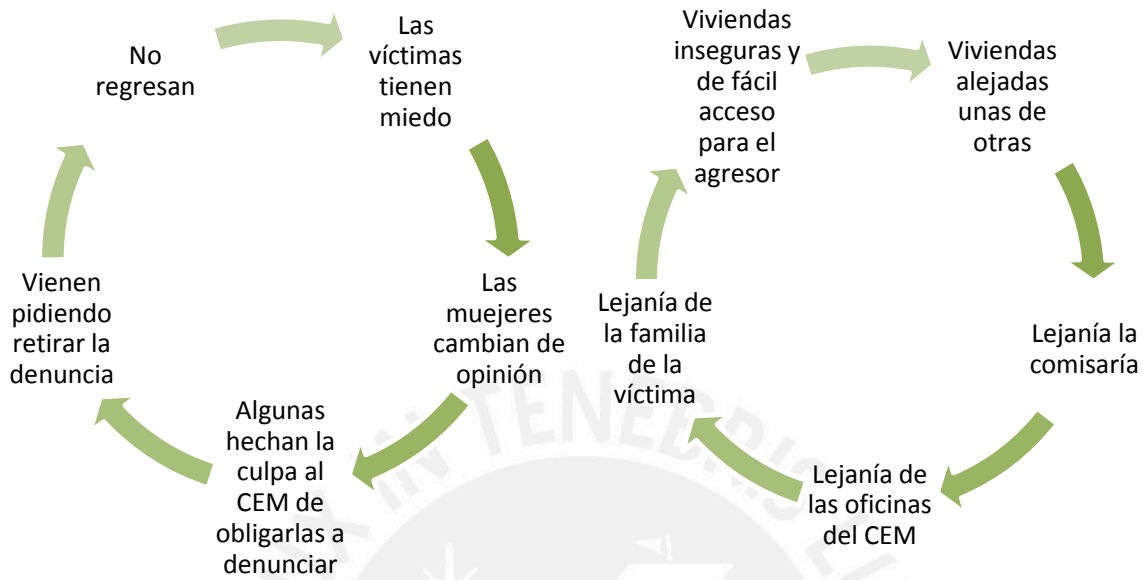 No
regresan
Las
víctimas
tienen
miedo
Las
muejeres
cambian de
opinión
Algunas
hechan la
culpa al
CEM de
obligarlas a
denunciar
Vienen
pidiendo
retirar la
denuncia
Viviendas
inseguras y
de fácil
acceso
para el
agresor
Viviendas
alejadas
unas de
otras
Lejanía la
comisaría
Lejanía de
las oficinas
del CEM
Lejanía de
la familia
de la
víctima
IN TENEBRIS